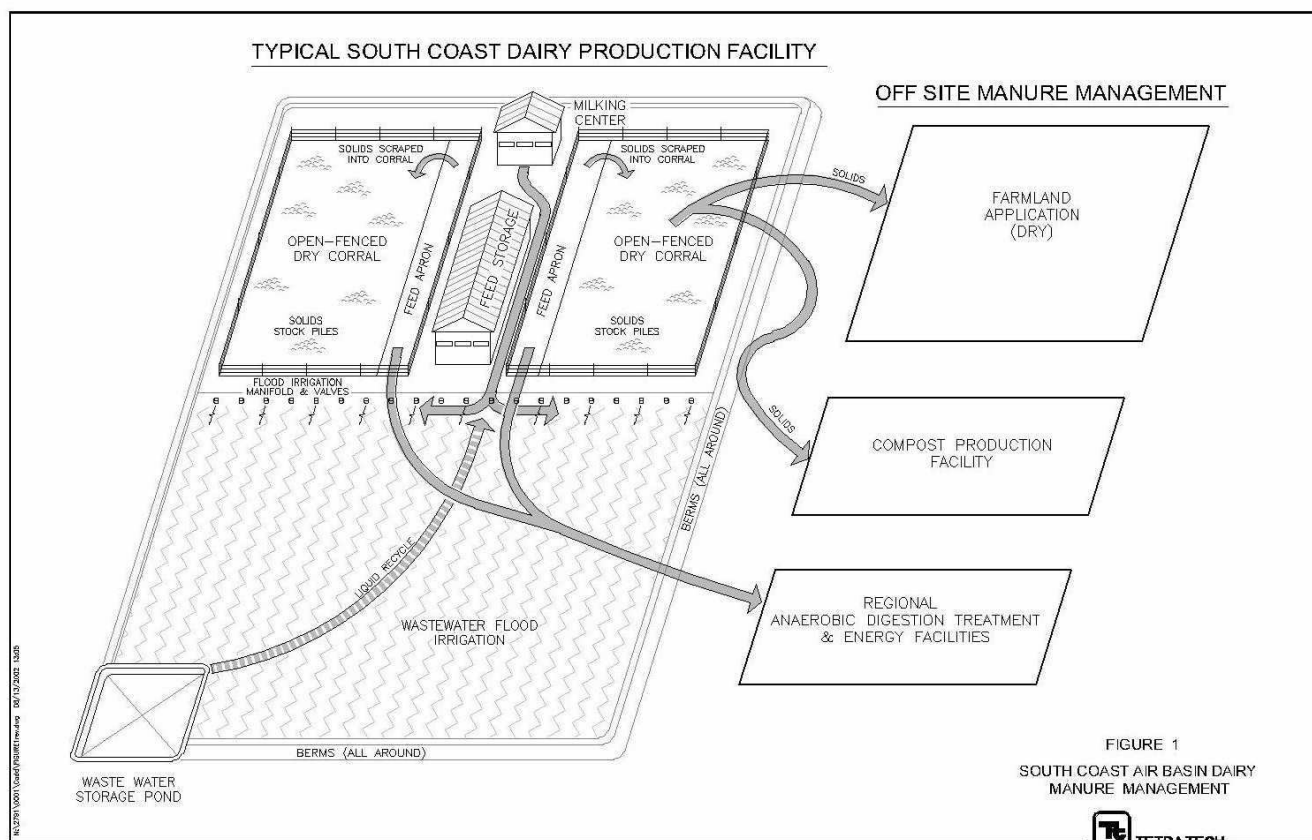 TYPICAL SOUTH COAST DAIRY PRODUCTION FACILITY
OFF SITE MANURE MANAGEMENT
MILKING
CENTER
SOLIDS SCRAPED
INTO CORRAL
SOLIDS SCRAPED
INTO CORRAL
OPEN-FENCED
DRY CORRAL
FEED APRON
FEED STORAGE
FEED APRON
OPEN-FENCED
DRY CORRAL
SOLIDS
STOCK PILES
SOLIDS
STOCK PILES
FLOOD IRRIGATION
MANIFOLD & VALVES
SOLIDS
FARMLAND
APPLICATION
(DRY)
SOLIDS
COMPOST PRODUCTION
FACILITY
BERMS (ALL AROUND)
LIQUID RECYCLE
WASTEWATER FLOOD
IRRIGATION
REGIONAL
ANAEROBIC DIGESTION TREATMENT
& ENERGY FACILITIES
BERMS (ALL AROUND)
WASTE WATER
STORAGE POND
FIGURE 1
SOUTH COAST AIR BASIN DAIRY
MANURE MANAGEMENT
Tt
TETRA TECH